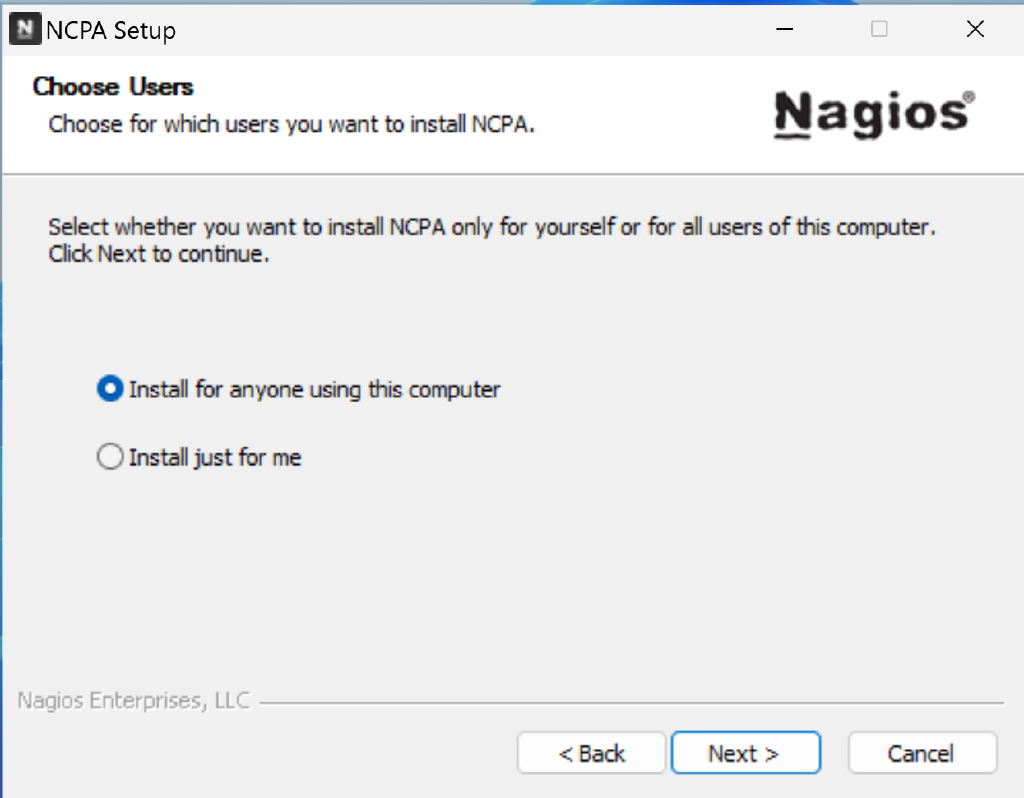 N NCPA Setup
Choose Users
Choose for which users you want to install NCPA.
Nagios®
Select whether you want to install NCPA only for yourself or for all users of this computer.
Click Next to continue.
Install for anyone using this computer
Install just for me
Nagios Enterprises, LLC
< Back Next > Cancel